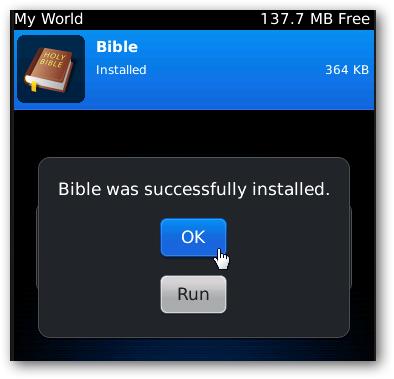 My World 137.7 MB Free
Bible
HOLY
BIBLE
Installed 364 KB
Bible was successfully installed.
OK
Run